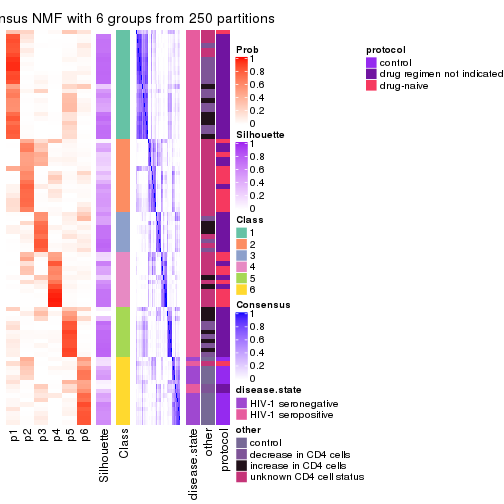 nsus NMF with 6 groups from 250 partitions
Prob
1
0.8
0.6
0.4
0.2
0
Silhouette
1
0.8
0.6
0.4
0.2
0
Class
1
2
3
4
5
6
Consensus
1
0.8
0.6
0.4
0.2
0
disease.state
HIV-1 seronegative
HIV-1 seropositive
other
control
decrease in CD4 cells
increase in CD4 cells
unknown CD4 cell status
protocol
control
drug regimen not indicated
drug-naive
p1
p2
p3
p4
p5
p6
Silhouette
Class
disease.state
other
protocol